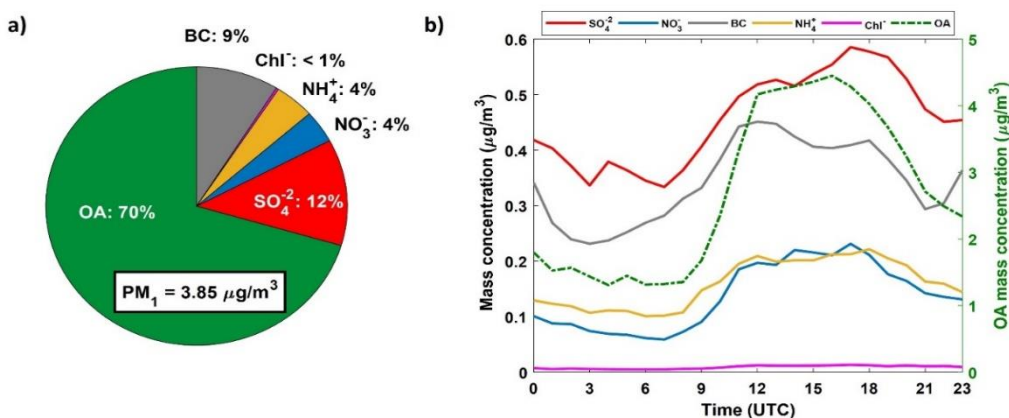 a)
BC: 9%
Chl⁻: < 1%
NH₄⁺: 4%
NO₃⁻: 4%
SO₄⁻²: 12%
OA: 70%
PM₁ = 3.85 μg/m³
b)
SO₄⁻² NO₃⁻ BC NH₄⁺ Chl⁻ OA
Mass concentration (μg/m³)
0.6
0.5
0.4
0.3
0.2
0.1
0
0 3 6 9 12 15 18 21 23
Time (UTC)
5
4
3
2
1
0
OA mass concentration (μg/m³)